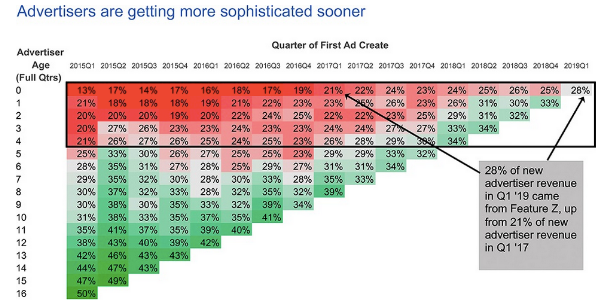 Advertisers are getting more sophisticated sooner
Quarter of First Ad Create
Advertiser
Age
(Full Qtrs)
2015Q1 2015Q2 2015Q3 2015Q4 2016Q1 2016Q2 2016Q3 2016Q4 2017Q1 2017Q2 2017Q3 2017Q4 2018Q1 2018Q2 2018Q3 2018Q4 2019Q1
0 13% 17% 14% 17% 16% 18% 17% 19% 21% 22% 24% 23% 24% 25% 26% 25% 28%
1 21% 18% 18% 18% 19% 21% 22% 23% 23% 26% 23% 26% 31% 30% 33%
2 20% 20% 20% 19% 20% 22% 24% 25% 22% 22% 24% 25% 29% 31% 32%
3 20% 27% 26% 23% 23% 24% 23% 24% 24% 24% 27% 27% 33% 34%
4 21% 26% 27% 26% 25% 24% 25% 23% 27% 29% 34%
5 25% 33% 30% 26% 27% 25% 25% 23% 29% 29% 33% 32%
6 28% 35% 31% 27% 28% 25% 29% 27% 31% 31% 34%
7 29% 35% 32% 30% 28% 30% 33% 28% 35% 33%
8 30% 37% 32% 33% 28% 32% 35% 32% 39%
9 30% 38% 30% 35% 33% 32% 39% 34%
10 31% 38% 33% 35% 37% 35% 41%
11 35% 41% 37% 35% 39% 40%
12 38% 43% 40% 39% 42%
13 42% 46% 43% 43%
14 44% 47% 43%
15 47% 49%
16 50%
28% of new
advertiser revenue
in Q1 '19 came
from Feature Z, up
from 21% of new
advertiser revenue
in Q1 '17